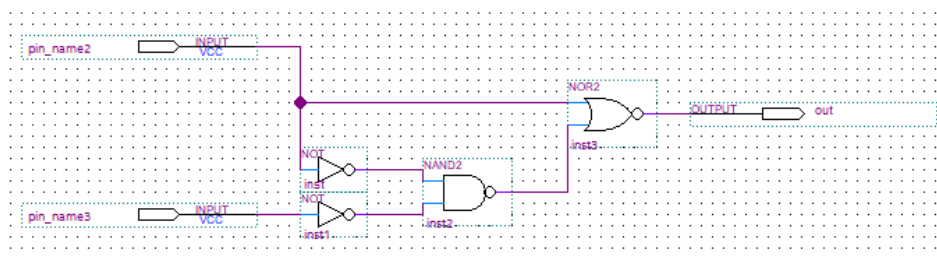 pin_name2
INPUT
VCC
NOR2
OUTPUT
out
inst3
NOT
inst
NAND2
NOT
pin_name3
INPUT
VCC
inst2
inst1